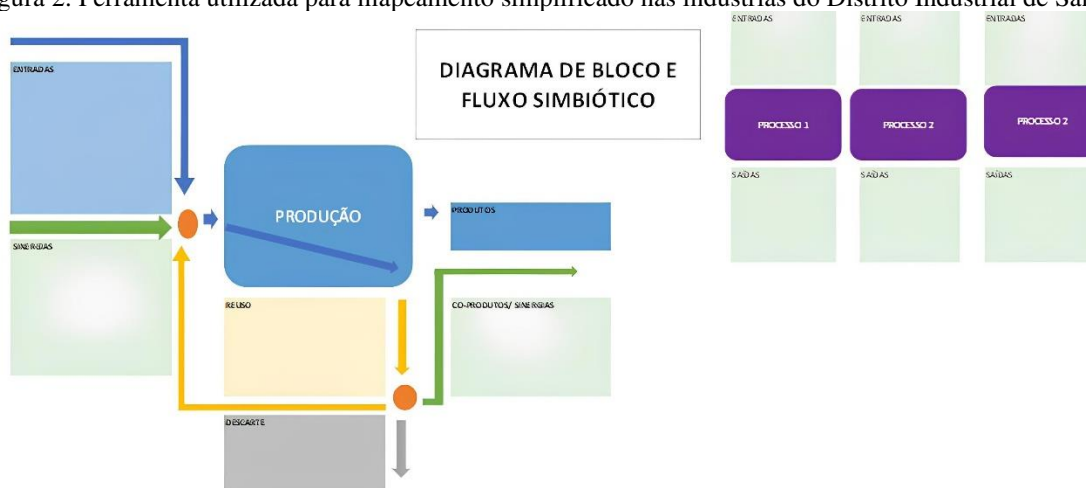 gura 2. Ferramenta utilizada para mapeamento simplificado nas indústrias do Distrito Industrial de
ENTRADAS
SINERGIAS
PRODUÇÃO
REUSO
DESCARTE
DIAGRAMA DE BLOCO E
FLUXO SIMBIÓTICO
PRODUTOS
CO-PRODUTOS/ SINERGIAS
ENTRADAS
ENTRADAS
ENTRADAS
PROCESSO 1
PROCESSO 2
PROCESSO 2
SAÍDAS
SAÍDAS
SAÍDAS